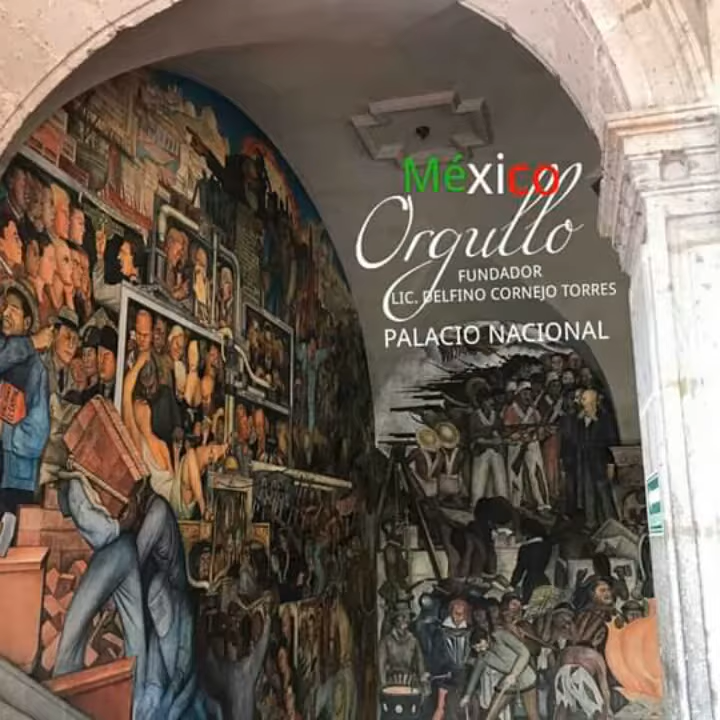 México
Orgullo
FUNDADOR
LIC. DELFINO CORNEJO TORRES
PALACIO NACIONAL